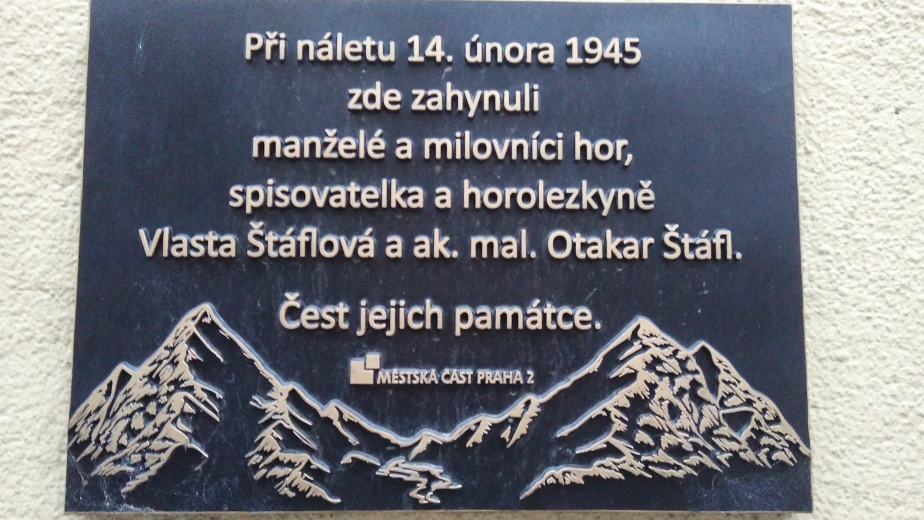 Při náletu 14. února 1945
zde zahynuli
manželé a milovníci hor,
spisovatelka a horolezkyně
Vlasta Štáflová a ak. mal. Otakar Štáfl.
Čest jejich památce.
MĚSTSKÁ ČÁST PRAHA 2